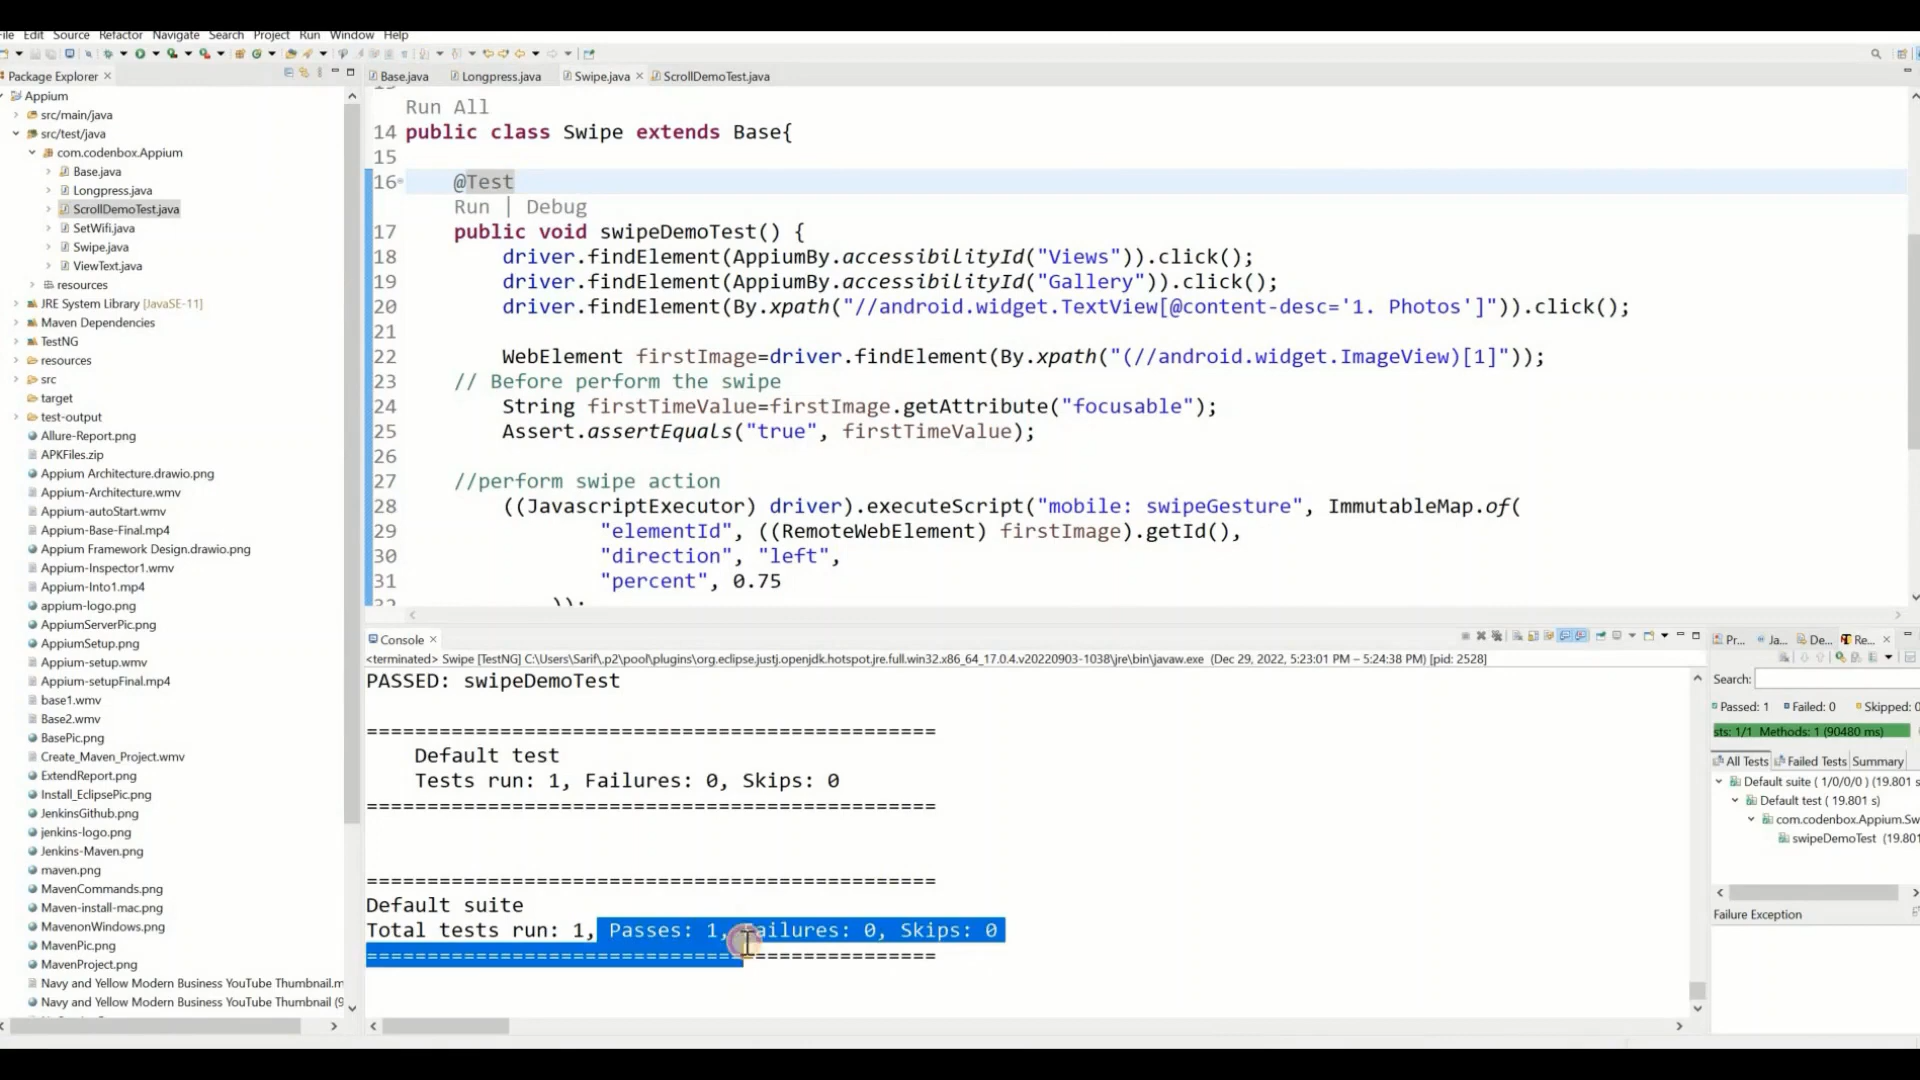 File Edit Source Refactor Navigate Search Project Run Window Help
Package Explorer
Appium
src/main/java
src/test/java
com.codenbox.Appium
Base.java
Longpress.java
ScrollDemoTest.java
SetWifi.java
Swipe.java
ViewText.java
resources
JRE System Library [JavaSE-11]
Maven Dependencies
TestNG
resources
src
target
test-output
Allure-Report.png
APKFiles.zip
Appium Architecture.drawio.png
Appium-Architecture.wmv
Appium-autoStart.wmv
Appium-Base-Final.mp4
Appium Framework Design.drawio.png
Appium-Inspector1.wmv
Appium-Into1.mp4
appium-logo.png
AppiumServerPic.png
AppiumSetup.png
Appium-setup.wmv
Appium-setupFinal.mp4
base1.wmv
Base2.wmv
BasePic.png
Create_Maven_Project.wmv
ExtendReport.png
Install_EclipsePic.png
JenkinsGithub.png
jenkins-logo.png
Jenkins-Maven.png
maven.png
MavenCommands.png
Maven-install-mac.png
MavenonWindows.png
MavenPic.png
MavenProject.png
Navy and Yellow Modern Business YouTube Thumbnail.m
Navy and Yellow Modern Business YouTube Thumbnail (9
Base.java Longpress.java Swipe.java ScrollDemoTest.java
Run All
14 public class Swipe extends Base{
15
16 @Test
Run | Debug
17 public void swipeDemoTest() {
18 driver.findElement(AppiumBy.accessibilityId("Views")).click();
19 driver.findElement(AppiumBy.accessibilityId("Gallery")).click();
20 driver.findElement(By.xpath("//android.widget.TextView[@content-desc='1. Photos']")).click();
21
22 WebElement firstImage=driver.findElement(By.xpath("(//android.widget.ImageView)[1]"));
23 // Before perform the swipe
24 String firstTimeValue=firstImage.getAttribute("focusable");
25 Assert.assertEquals("true", firstTimeValue);
26
27 //perform swipe action
28 ((JavascriptExecutor) driver).executeScript("mobile: swipeGesture", ImmutableMap.of(
29 "elementId", ((RemoteWebElement) firstImage).getId(),
30 "direction", "left",
31 "percent", 0.75
32 ));
Console
<terminated> Swipe [TestNG] C:\Users\Sarif\.p2\pool\plugins\org.eclipse.justj.openjdk.hotspot.jre.full.win32.x86_64_17.0.4.v20220903-1038\jre\bin\javaw.exe (Dec 29, 2022, 5:23:01 PM – 5:24:38 PM) [pid: 2528]
PASSED: swipeDemoTest
===============================================
Default test
Tests run: 1, Failures: 0, Skips: 0
===============================================
===============================================
Default suite
Total tests run: 1, Passes: 1, Failures: 0, Skips: 0
===============================================
Pr... Ja... De... Re...
Search:
Passed: 1 Failed: 0 Skipped: 0
sts: 1/1 Methods: 1 (90480 ms)
All Tests Failed Tests Summary
Default suite ( 1/0/0/0 ) (19.801 s
Default test ( 19.801 s)
com.codenbox.Appium.Sw
swipeDemoTest (19.801
Failure Exception